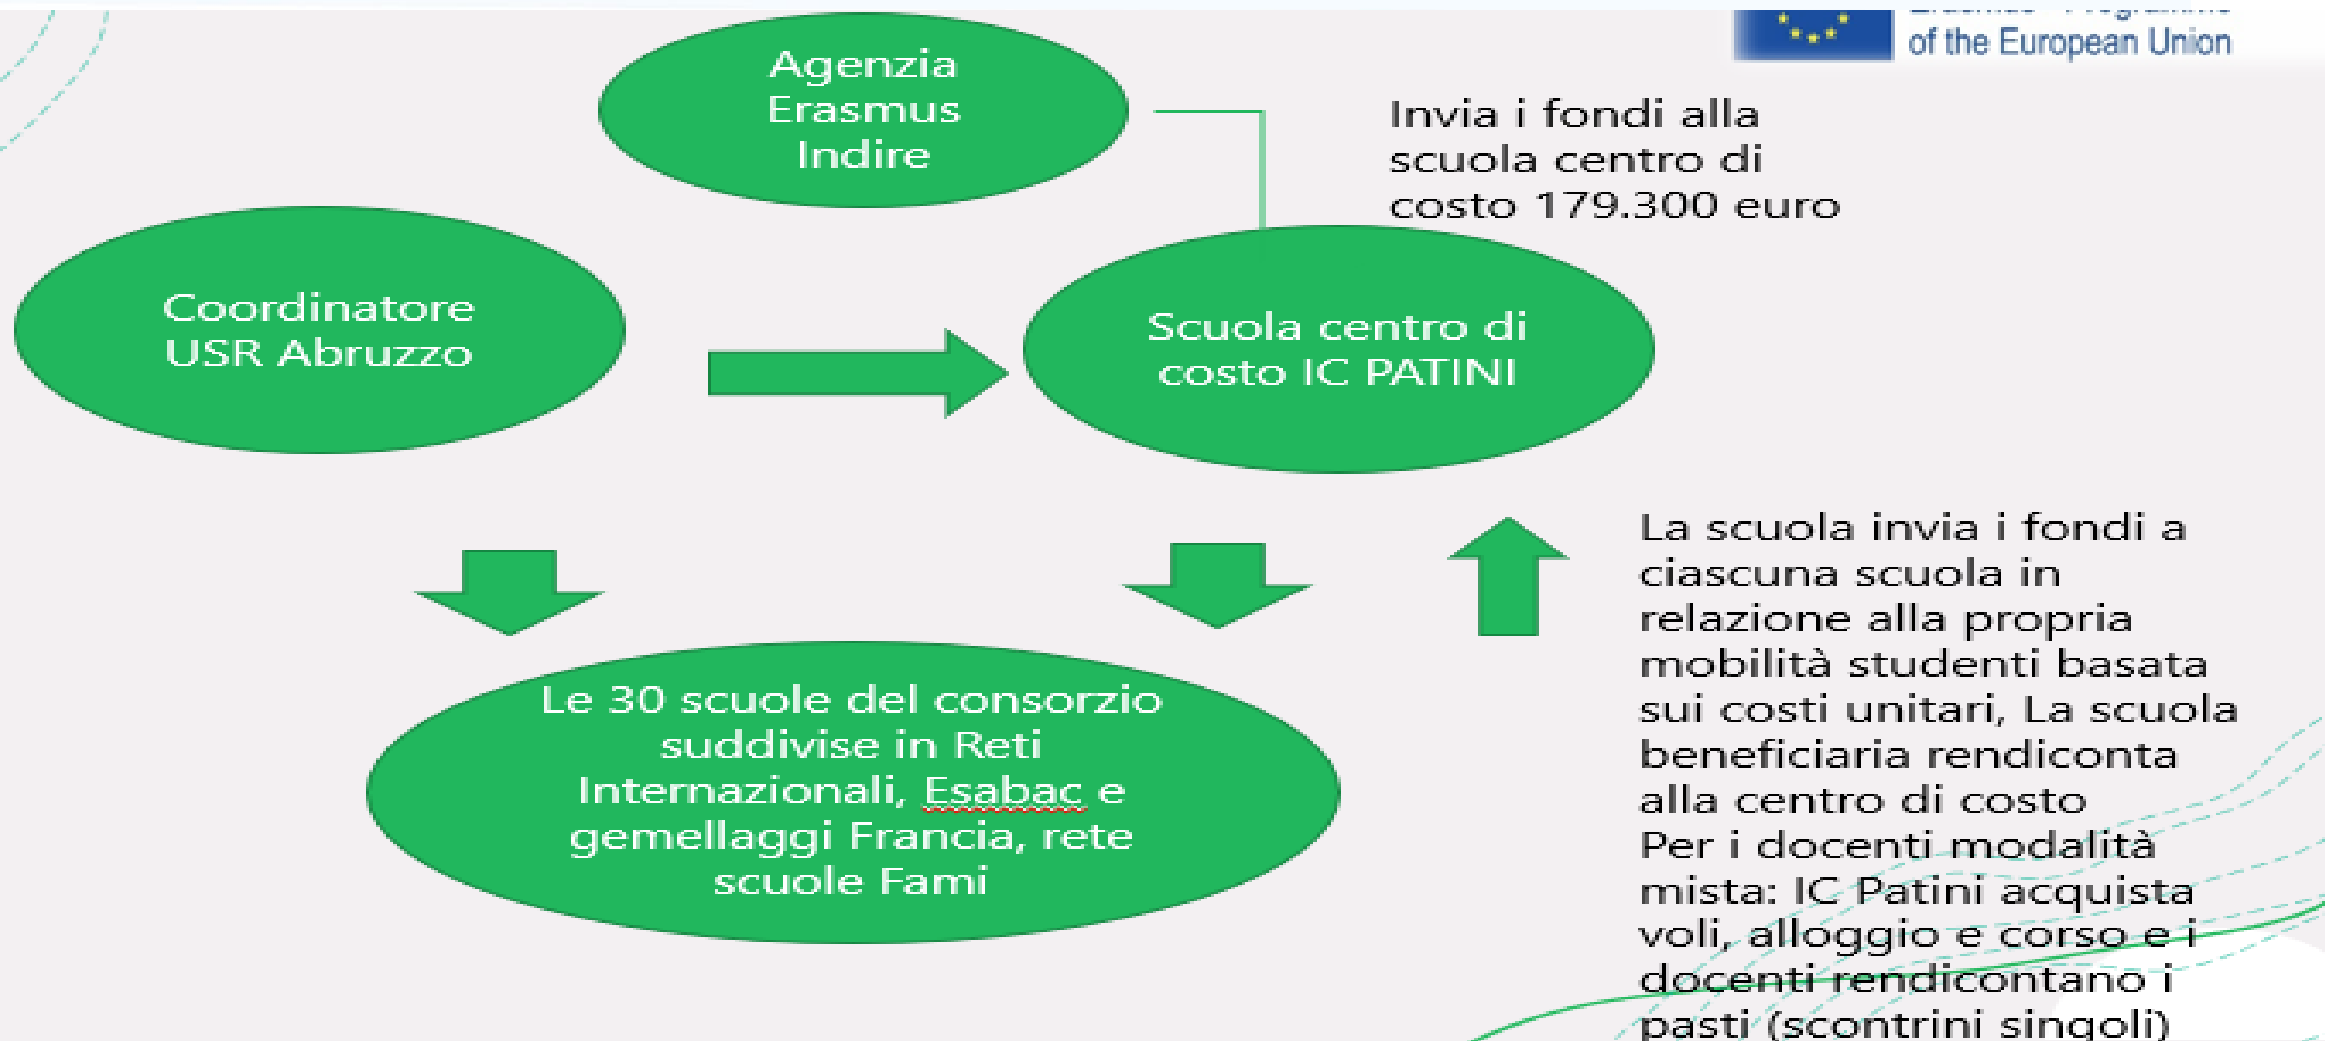 of the European Union
Agenzia
Erasmus
Indire
Invia i fondi alla
scuola centro di
costo 179.300 euro
Coordinatore
USR Abruzzo
Scuola centro di
costo IC PATINI
Le 30 scuole del consorzio
suddivise in Reti
Internazionali, Esabac e
gemellaggi Francia, rete
scuole Fami
La scuola invia i fondi a
ciascuna scuola in
relazione alla propria
mobilità studenti basata
sui costi unitari, La scuola
beneficiaria rendiconta
alla centro di costo
Per i docenti modalità
mista: IC Patini acquista
voli, alloggio e corso e i
docenti rendicontano i
pasti (scontrini singoli)